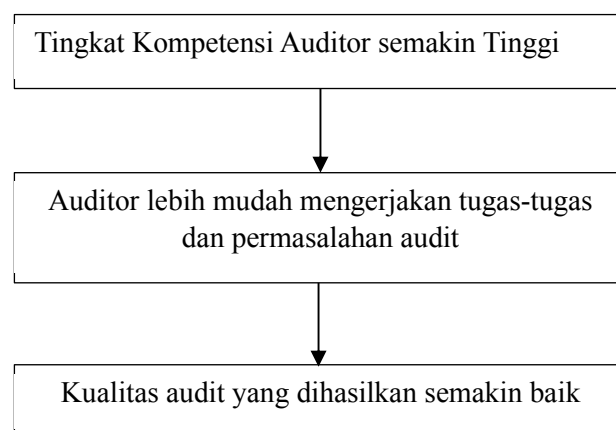 Tingkat Kompetensi Auditor semakin Tinggi
Auditor lebih mudah mengerjakan tugas-tugas
dan permasalahan audit
Kualitas audit yang dihasilkan semakin baik